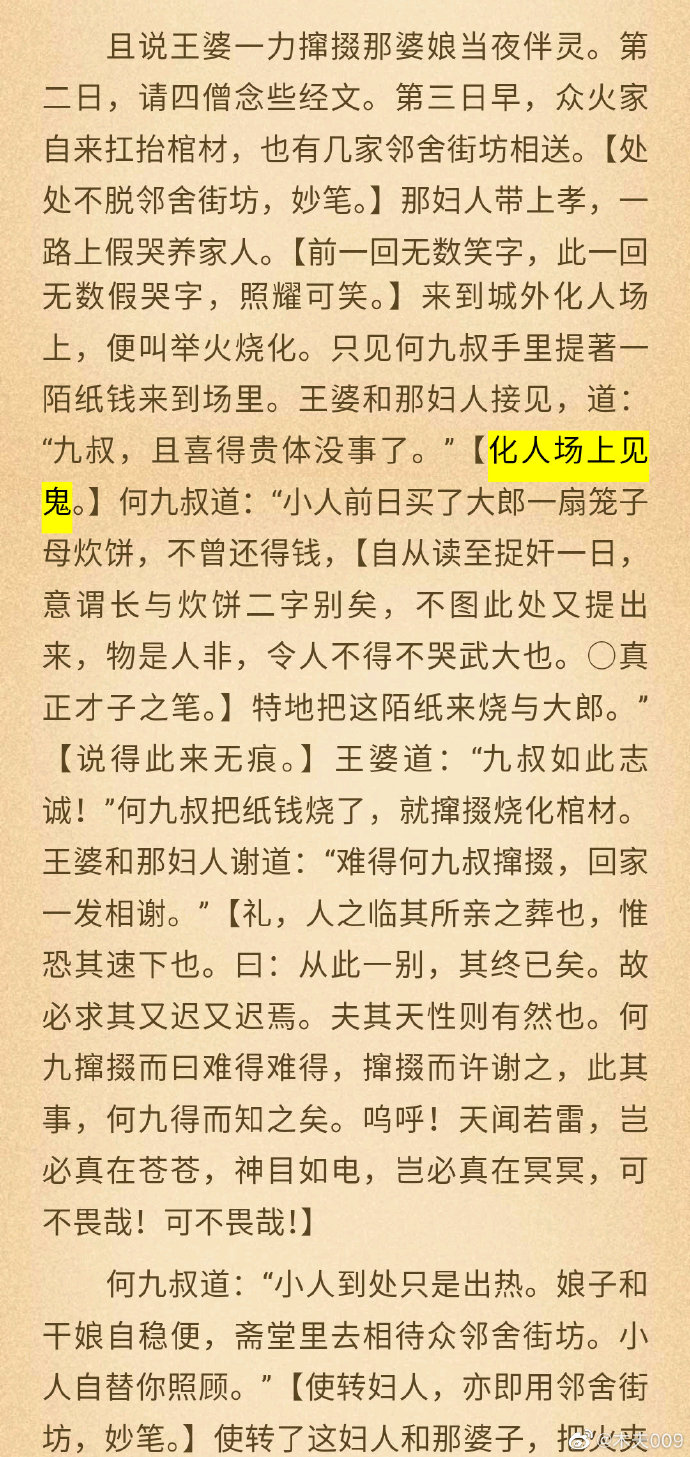 且说王婆一力撺掇那婆娘当夜伴灵。第
二日，请四僧念些经文。第三日早，众火家
自来扛抬棺材，也有几家邻舍街坊相送。【处
处不脱邻舍街坊，妙笔。】那妇人带上孝，一
路上假哭养家人。【前一回无数笑字，此一回
无数假哭字，照耀可笑。】来到城外化人场
上，便叫举火烧化。只见何九叔手里提著一
陌纸钱来到场里。王婆和那妇人接见，道：
“九叔，且喜得贵体没事了。”【化人场上见
鬼。】何九叔道：“小人前日买了大郎一扇笼子
母炊饼，不曾还得钱，【自从读至捉奸一日，
意谓长与炊饼二字别矣，不图此处又提出
来，物是人非，令人不得不哭武大也。○真
正才子之笔。】特地把这陌纸来烧与大郎。”
【说得此来无痕。】王婆道：“九叔如此志
诚！”何九叔把纸钱烧了，就撺掇烧化棺材。
王婆和那妇人谢道：“难得何九叔撺掇，回家
一发相谢。”【礼，人之临其所亲之葬也，惟
恐其速下也。曰：从此一别，其终已矣。故
必求其又迟又迟焉。夫其天性则有然也。何
九撺掇而曰难得难得，撺掇而许谢之，此其
事，何九得而知之矣。呜呼！天闻若雷，岂
必真在苍苍，神目如电，岂必真在冥冥，可
不畏哉！可不畏哉！】
何九叔道：“小人到处只是出热。娘子和
干娘自稳便，斋堂里去相待众邻舍街坊。小
人自替你照顾。”【使转妇人，亦即用邻舍街
坊，妙笔。】使转了这妇人和那婆子，把火夹
009